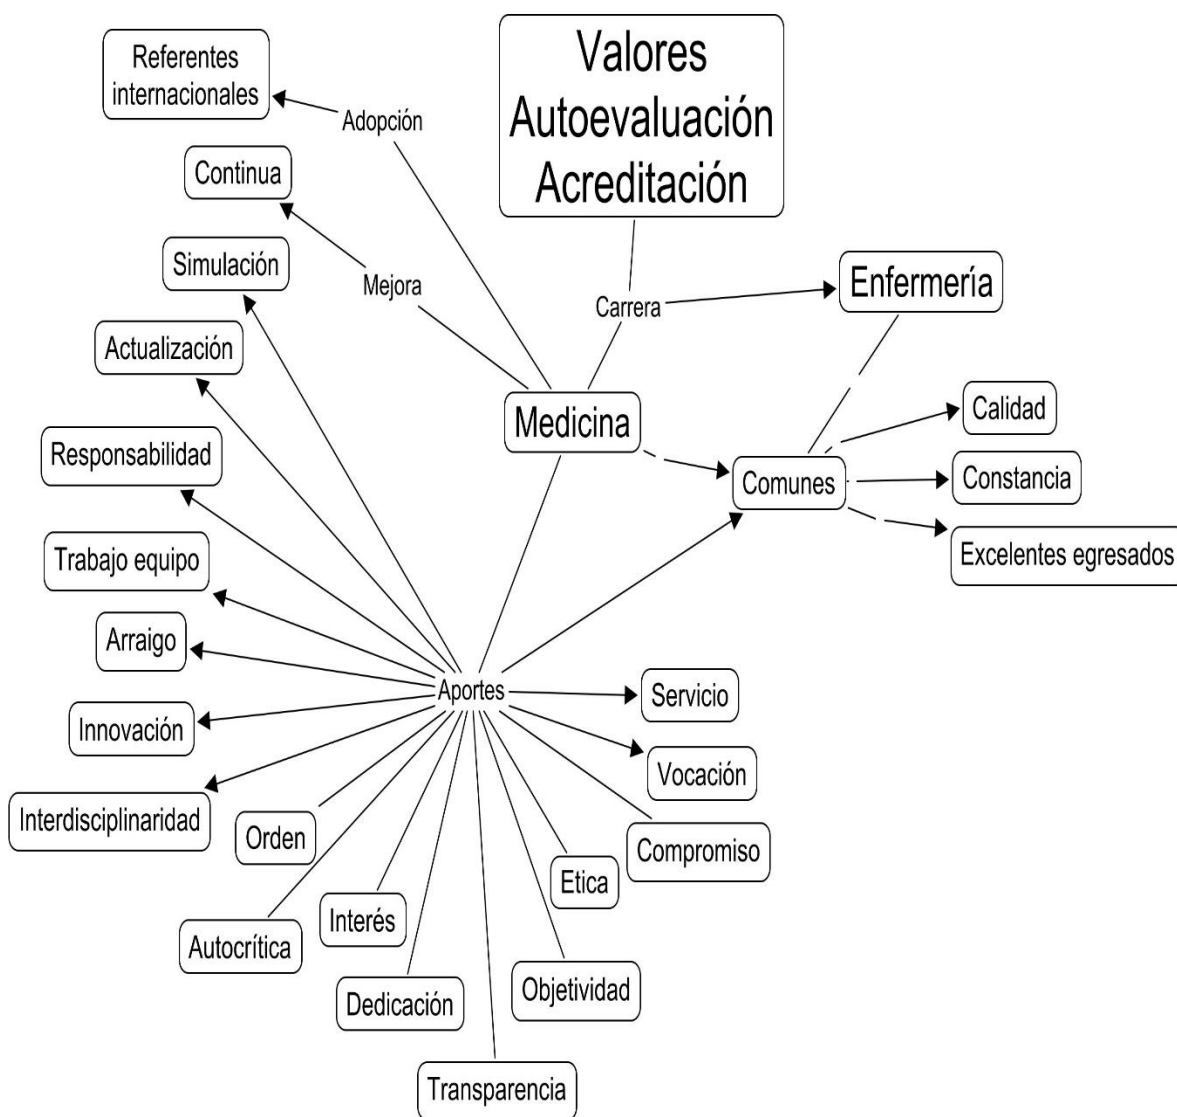 Valores
Autoevaluación
Acreditación
Referentes
internacionales
Adopción
Continua
Simulación
Mejora
Carrera
Enfermería
Actualización
Medicina
Calidad
Responsabilidad
Comunes
Constancia
Trabajo equipo
Excelentes egresados
Arraigo
Aportes
Servicio
Innovación
Vocación
Interdisciplinaridad
Orden
Compromiso
Etica
Interés
Autocrítica
Objetividad
Dedicación
Transparencia